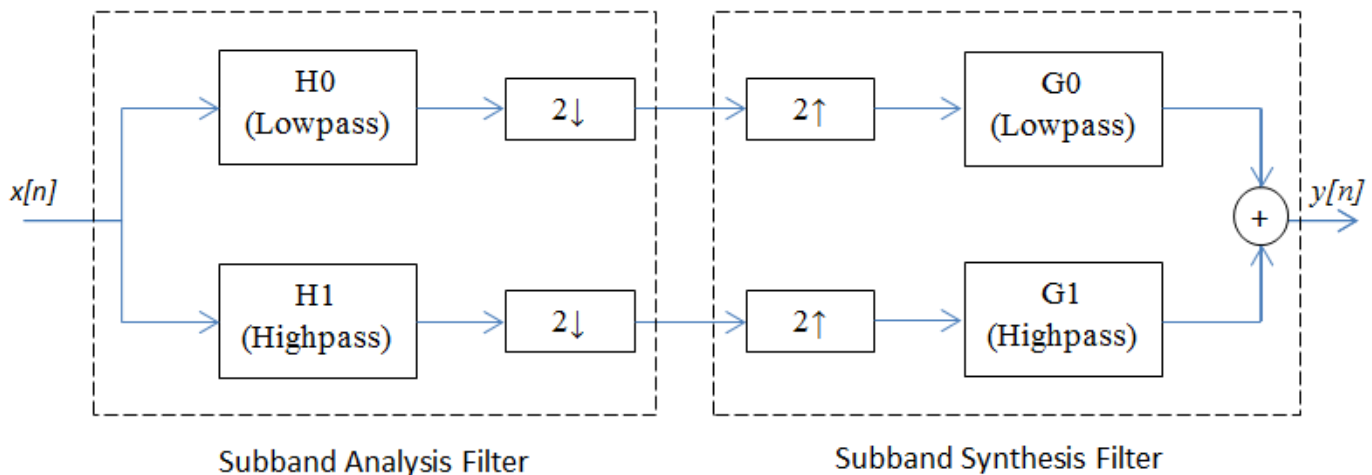 H0
(Lowpass)
2↓
2↑
G0
(Lowpass)
x[n]
y[n]
+
H1
(Highpass)
2↓
2↑
G1
(Highpass)
Subband Analysis Filter
Subband Synthesis Filter